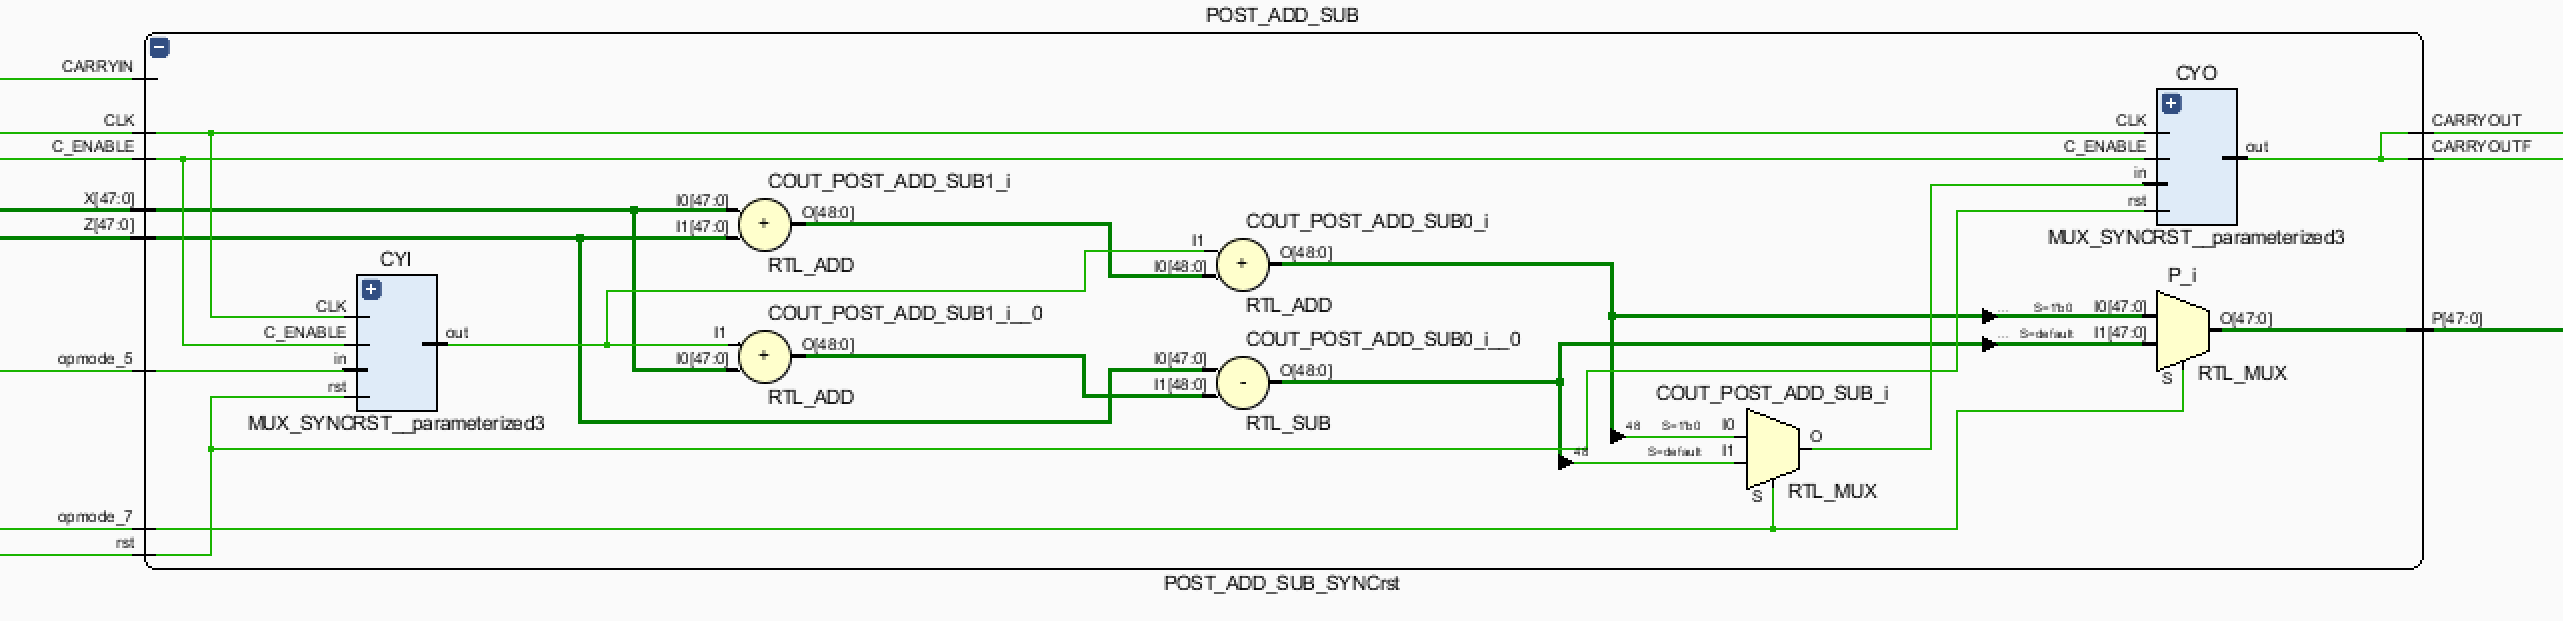 POST_ADD_SUB
CARRYIN
CLK
C_ENABLE
X[47:0]
Z[47:0]
opmode_5
opmode_7
rst
CYI
CLK
C_ENABLE
in
rst
out
MUX_SYNCRST__parameterized3
COUT_POST_ADD_SUB1_i
I0[47:0]
I1[47:0]
+
O[48:0]
RTL_ADD
COUT_POST_ADD_SUB1_i__0
I1
I0[47:0]
+
O[48:0]
RTL_ADD
COUT_POST_ADD_SUB0_i
I1
I0[48:0]
+
O[48:0]
RTL_ADD
COUT_POST_ADD_SUB0_i__0
I0[47:0]
I1[48:0]
-
O[48:0]
RTL_SUB
COUT_POST_ADD_SUB_i
48 S=1'b0 I0
48 S=default I1
O
S
RTL_MUX
CYO
CLK
C_ENABLE
in
rst
out
MUX_SYNCRST__parameterized3
P_i
... S=1'b0 I0[47:0]
... S=default I1[47:0]
O[47:0]
S
RTL_MUX
CARRYOUT
CARRYOUTF
P[47:0]
POST_ADD_SUB_SYNCrst